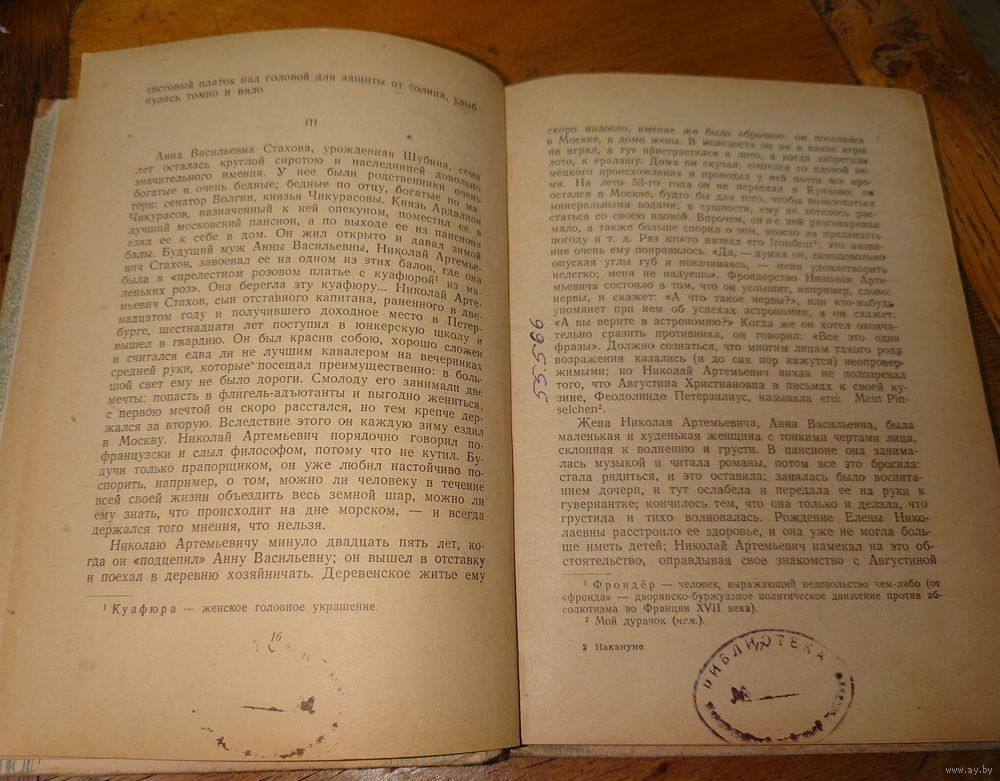 тистовый платок над головой для защиты от солнца, улыб
нулась томно и вяло.
III
Анна Васильевна Стахова, урожденная Шубина, семи
лет осталась круглой сиротою и наследницей довольно
значительного имения. У нее были родственники очень
богатые и очень бедные; бедные по отцу, богатые по ма-
тери: сенатор Волгин, князья Чикурасовы. Князь Ардалион
Чикурасов, назначенный к ней опекуном, поместил ее в
лучший московский пансион, а по выходе ее из пансиона
взял ее к себе в дом. Он жил открыто и давал зимой
балы. Будущий муж Анны Васильевны, Николай Артемье-
вич Стахов, завоевал ее на одном из этих балов, где она
была в «прелестном розовом платье с куафюрой¹ из ма-
леньких роз». Она берегла эту куафюру... Николай Арте-
мьевич Стахов, сын отставного капитана, раненного в две-
надцатом году и получившего доходное место в Петер-
бурге, шестнадцати лет поступил в юнкерскую школу и
вышел в гвардию. Он был красив собою, хорошо сложен
и считался едва ли не лучшим кавалером на вечеринках
средней руки, которые посещал преимущественно: в боль-
шой свет ему не было дороги. Смолоду его занимали две
мечты: попасть в флигель-адъютанты и выгодно жениться;
с первою мечтой он скоро расстался, но тем крепче дер-
жался за вторую. Вследствие этого он каждую зиму ездил
в Москву. Николай Артемьевич порядочно говорил по-
французски и слыл философом, потому что не кутил. Бу-
дучи только прапорщиком, он уже любил настойчиво по-
спорить, например, о том, можно ли человеку в течение
всей своей жизни объездить весь земной шар, можно ли
ему знать, что происходит на дне морском, — и всегда
держался того мнения, что нельзя.
Николаю Артемьевичу минуло двадцать пять лет, ко-
гда он «подцепил» Анну Васильевну; он вышел в отставку
и поехал в деревню хозяйничать. Деревенское житье ему
¹ Куафюра — женское головное украшение.
16
скоро надоело, имение же было оброчное; он поселился
в Москве, в доме жены. В молодости он ни в какие игры
не играл, а тут пристрастился к лото, а когда запретили
лото, к ералашу. Дома он скучал; сошелся со вдовой не-
мецкого происхождения и проводил у ней почти все вре-
мя. На лето 53-го года он не переехал в Кунцово: он
остался в Москве, будто бы для того, чтобы пользоваться
минеральными водами; в сущности, ему не хотелось рас-
статься со своею вдовой. Впрочем, он и с ней разговаривал
мало, а также больше спорил о том, можно ли предвидеть
погоду и т. д. Раз кто-то назвал его frondeur¹; это назва-
ние очень ему понравилось. «Да, — думал он, самодовольно
опуская углы губ и покачиваясь, — меня удовлетворить
нелегко; меня не надуешь». Фрондерство Николая Арте-
мьевича состояло в том, что он услышит, например, слово:
нервы, и скажет: «А что такое нервы?», или кто-нибудь
упомянет при нем об успехах астрономии, а он скажет:
«А вы верите в астрономию?» Когда же он хотел оконча-
тельно сразить противника, он говорил: «Все это одни
фразы». Должно сознаться, что многим лицам такого рода
возражения казались (и до сих пор кажутся) неопровер-
жимыми; но Николай Артемьевич никак не подозревал
того, что Августина Христиановна в письмах к своей ку-
зине, Феодолинде Петерзилиус, называла его: Mein Pin-
selchen².
Жена Николая Артемьевича, Анна Васильевна, была
маленькая и худенькая женщина с тонкими чертами лица,
склонная к волнению и грусти. В пансионе она занима-
лась музыкой и читала романы, потом все это бросила:
стала рядиться, и это оставила; занялась было воспита-
нием дочери, и тут ослабела и передала ее на руки к
гувернантке; кончилось тем, что она только и делала, что
грустила и тихо волновалась. Рождение Елены Нико-
лаевны расстроило ее здоровье, и она уже не могла боль-
ше иметь детей; Николай Артемьевич намекал на это об-
стоятельство, оправдывая свое знакомство с Августиной
¹ Фрондёр — человек, выражающий недовольство чем-либо (от
«фронда» — дворянско-буржуазное политическое движение против аб-
солютизма во Франции XVII века).
² Мой дурачок (нем.).
2 Накануне
55.566
БИБЛИОТЕКА
www.ay.by